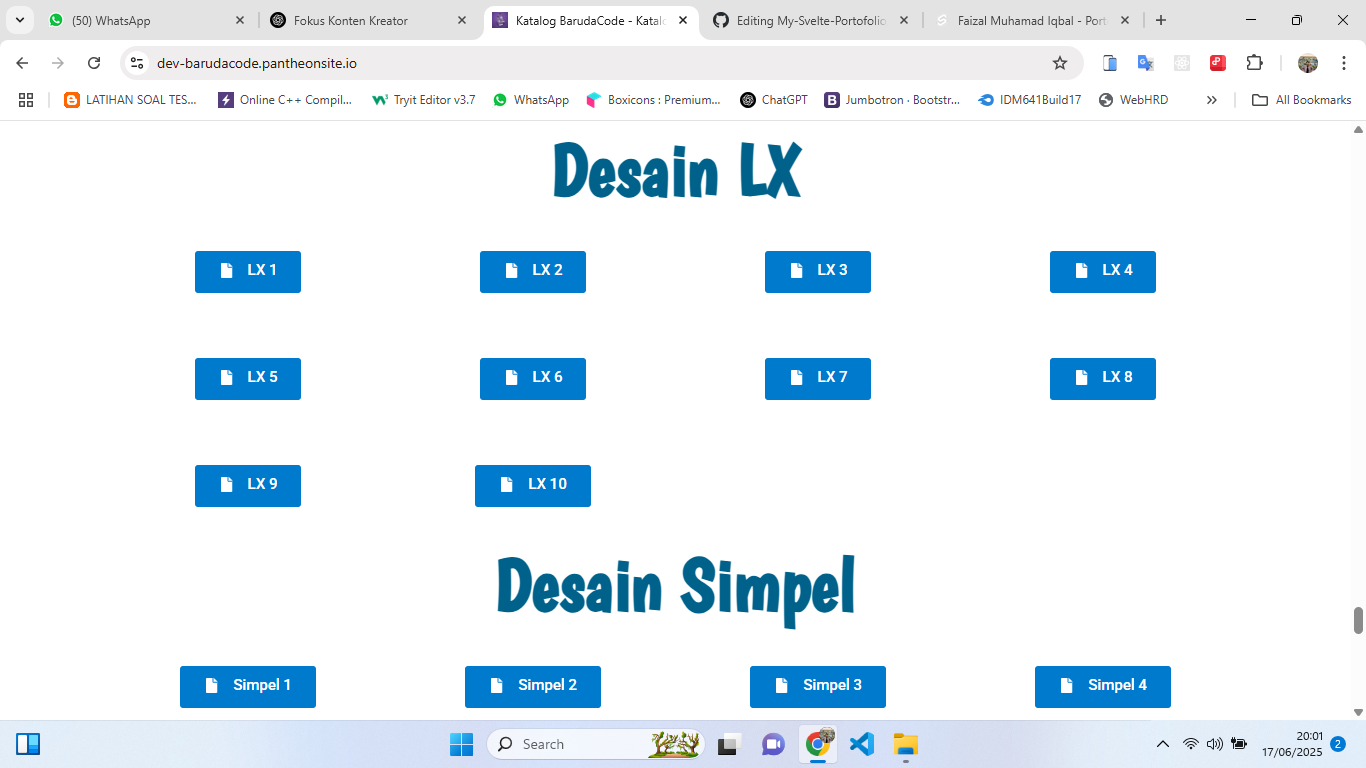 (50) WhatsApp
Fokus Konten Kreator
Katalog BarudaCode - Katal
Editing My-Svelte-Portofolio
Faizal Muhamad Iqbal - Port
dev-barudacode.pantheonsite.io
LATIHAN SOAL TES...
Online C++ Compil...
Tryit Editor v3.7
WhatsApp
Boxicons : Premium...
ChatGPT
Jumbotron · Bootstr...
IDM641Build17
WebHRD
All Bookmarks
Desain LX
LX 1
LX 2
LX 3
LX 4
LX 5
LX 6
LX 7
LX 8
LX 9
LX 10
Desain Simpel
Simpel 1
Simpel 2
Simpel 3
Simpel 4
Search
20:01
17/06/2025
2